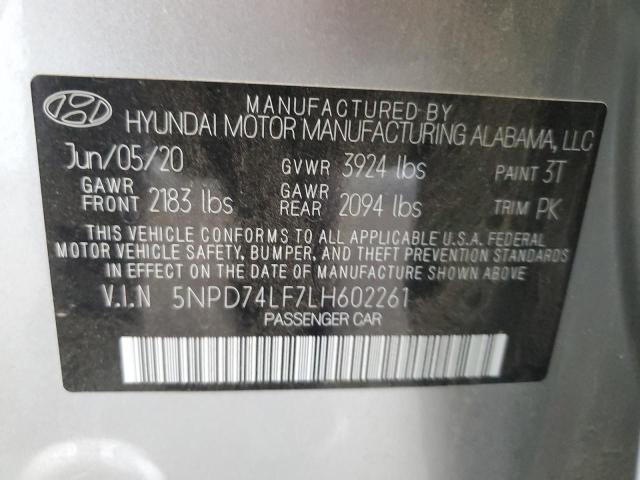 MANUFACTURED BY
HYUNDAI MOTOR MANUFACTURING ALABAMA, LLC
Jun/05/20 GVWR 3924 lbs PAINT 3T
GAWR FRONT 2183 lbs GAWR REAR 2094 lbs TRIM PK
THIS VEHICLE CONFORMS TO ALL APPLICABLE U.S.A. FEDERAL
MOTOR VEHICLE SAFETY, BUMPER, AND THEFT PREVENTION STANDARDS
IN EFFECT ON THE DATE OF MANUFACTURE SHOWN ABOVE.
V.I.N 5NPD74LF7LH602261
PASSENGER CAR